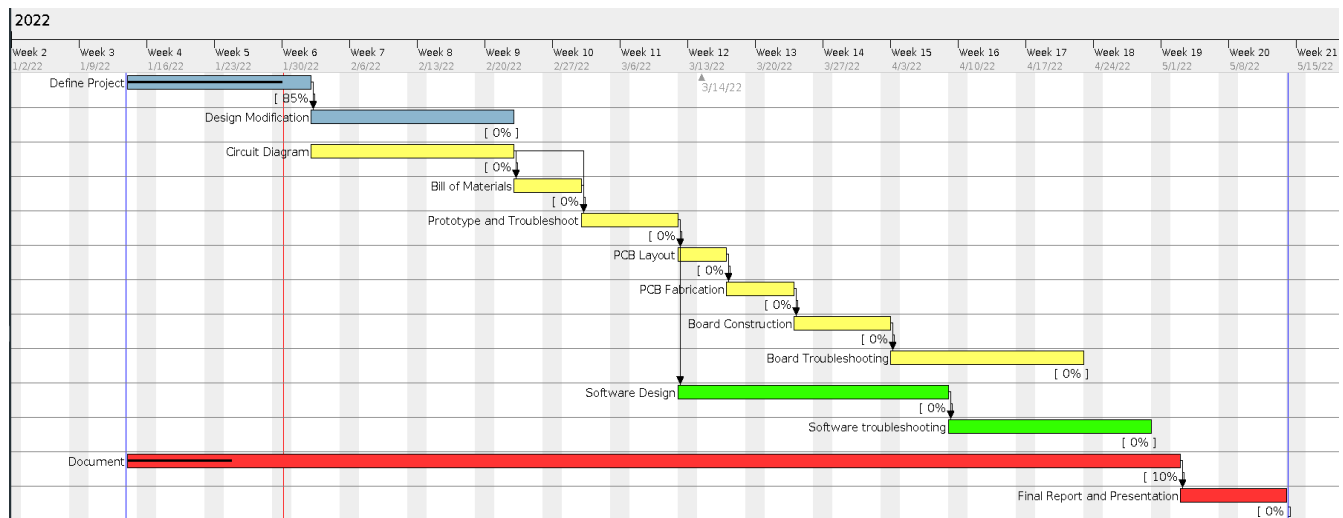 2022
Week 2 Week 3 Week 4 Week 5 Week 6 Week 7 Week 8 Week 9 Week 10 Week 11 Week 12 Week 13 Week 14 Week 15 Week 16 Week 17 Week 18 Week 19 Week 20 Week 21
1/2/22 1/9/22 1/16/22 1/23/22 1/30/22 2/6/22 2/13/22 2/20/22 2/27/22 3/6/22 3/13/22 3/20/22 3/27/22 4/3/22 4/10/22 4/17/22 4/24/22 5/1/22 5/8/22 5/15/22
Define Project
3/14/22
[ 85%
Design Modification
[ 0% ]
Circuit Diagram
[ 0%
Bill of Materials
[ 0%
Prototype and Troubleshoot
[ 0%
PCB Layout
[ 0%
PCB Fabrication
[ 0%
Board Construction
[ 0%
Board Troubleshooting
[ 0% ]
Software Design
[ 0%
Software troubleshooting
[ 0% ]
Document
[ 10%
Final Report and Presentation
[ 0% ]